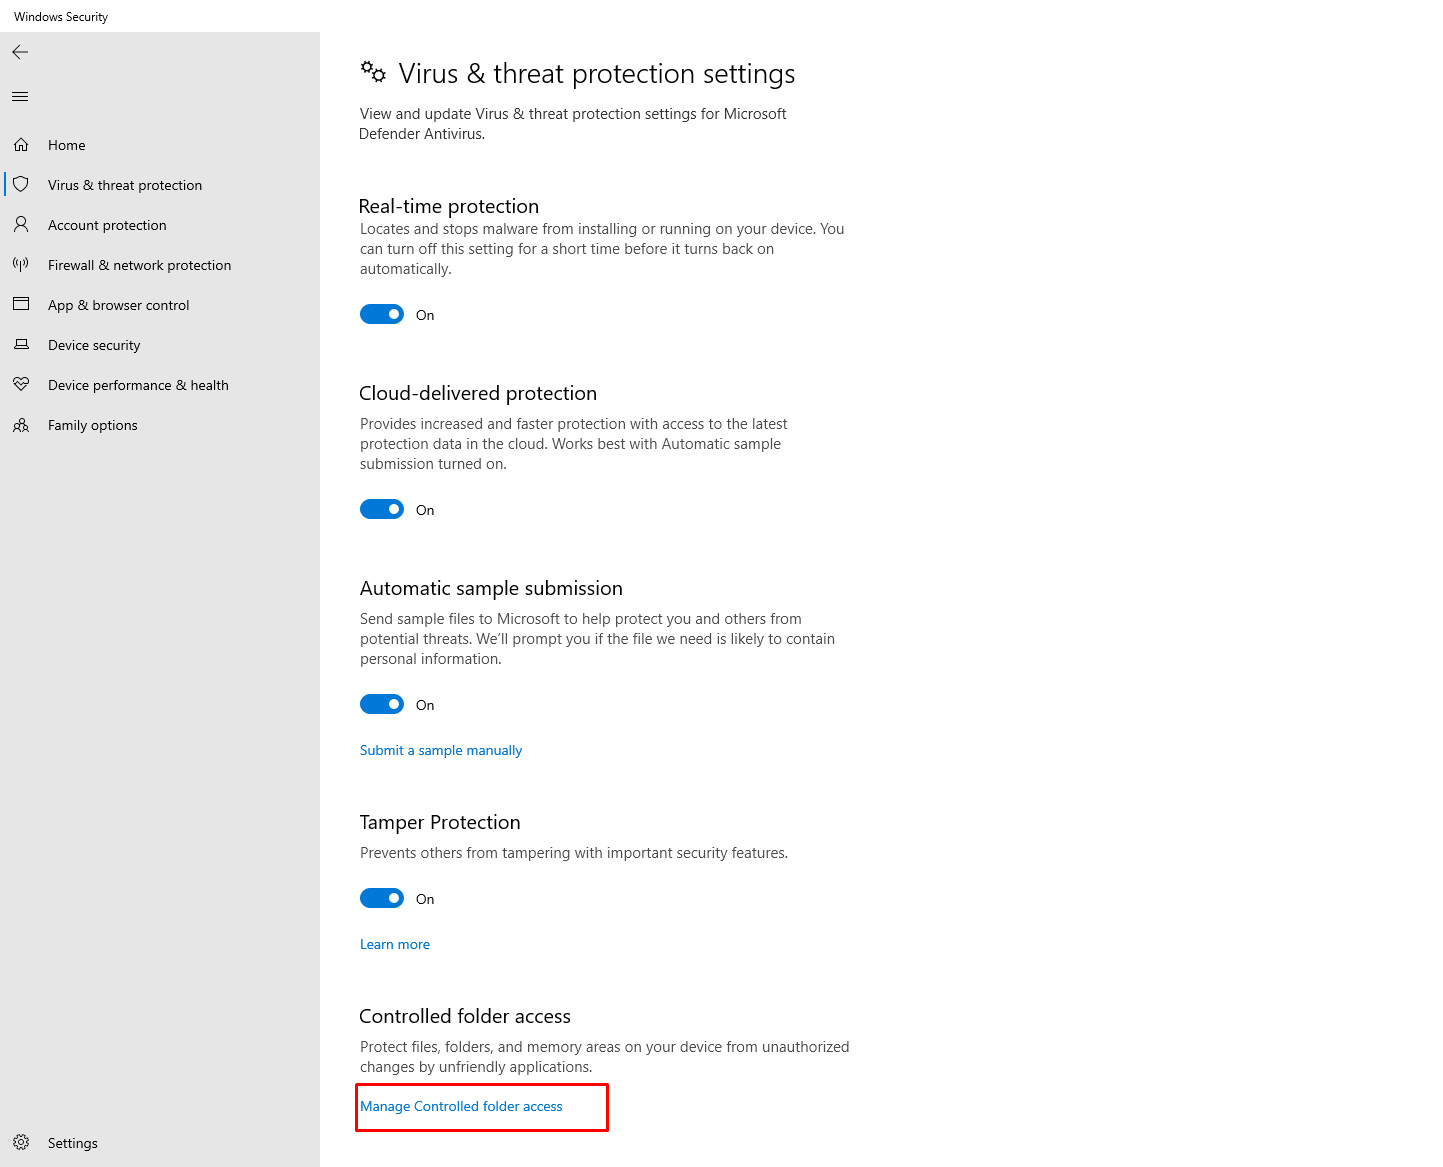 Windows Security
Home
Virus & threat protection
Account protection
Firewall & network protection
App & browser control
Device security
Device performance & health
Family options
Settings
Virus & threat protection settings
View and update Virus & threat protection settings for Microsoft
Defender Antivirus.
Real-time protection
Locates and stops malware from installing or running on your device. You
can turn off this setting for a short time before it turns back on
automatically.
On
Cloud-delivered protection
Provides increased and faster protection with access to the latest
protection data in the cloud. Works best with Automatic sample
submission turned on.
On
Automatic sample submission
Send sample files to Microsoft to help protect you and others from
potential threats. We’ll prompt you if the file we need is likely to contain
personal information.
On
Submit a sample manually
Tamper Protection
Prevents others from tampering with important security features.
On
Learn more
Controlled folder access
Protect files, folders, and memory areas on your device from unauthorized
changes by unfriendly applications.
Manage Controlled folder access